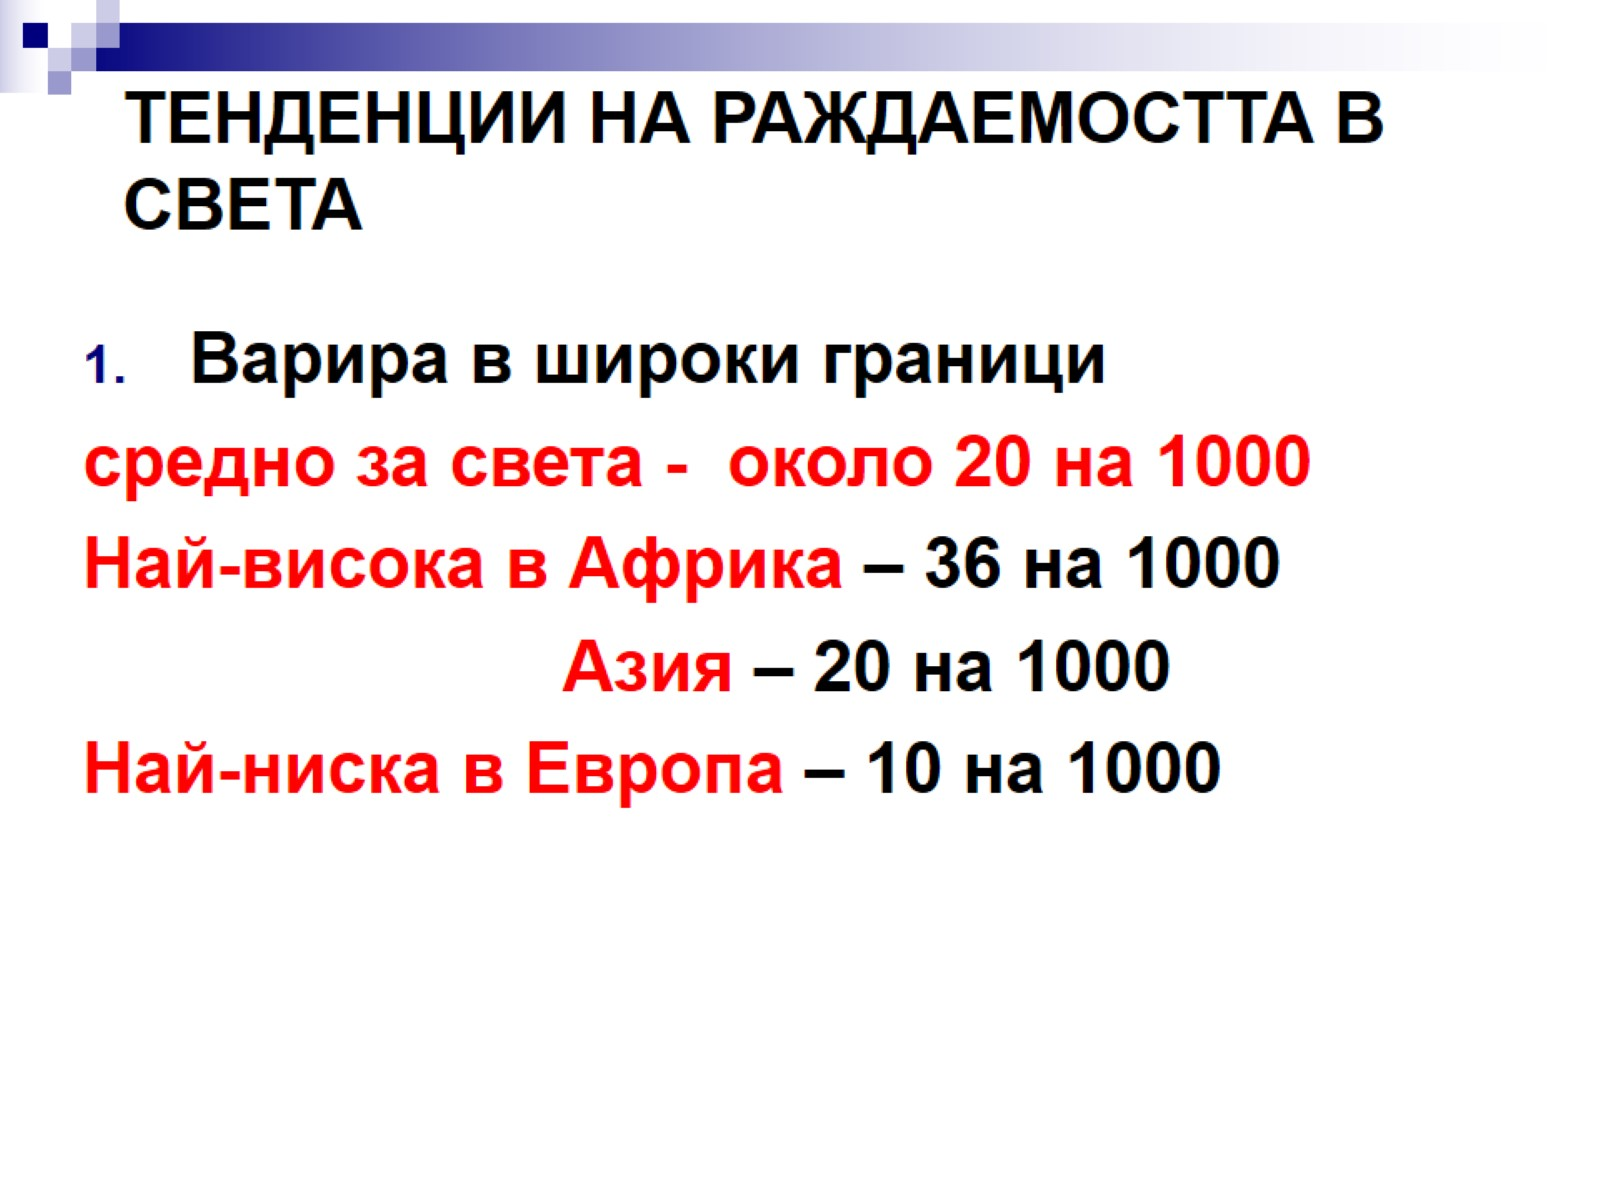 ТЕНДЕНЦИИ НА РАЖДАЕМОСТТА В
СВЕТА
1. Варира в широки граници
средно за света - около 20 на 1000
Най-висока в Африка – 36 на 1000
Азия – 20 на 1000
Най-ниска в Европа – 10 на 1000